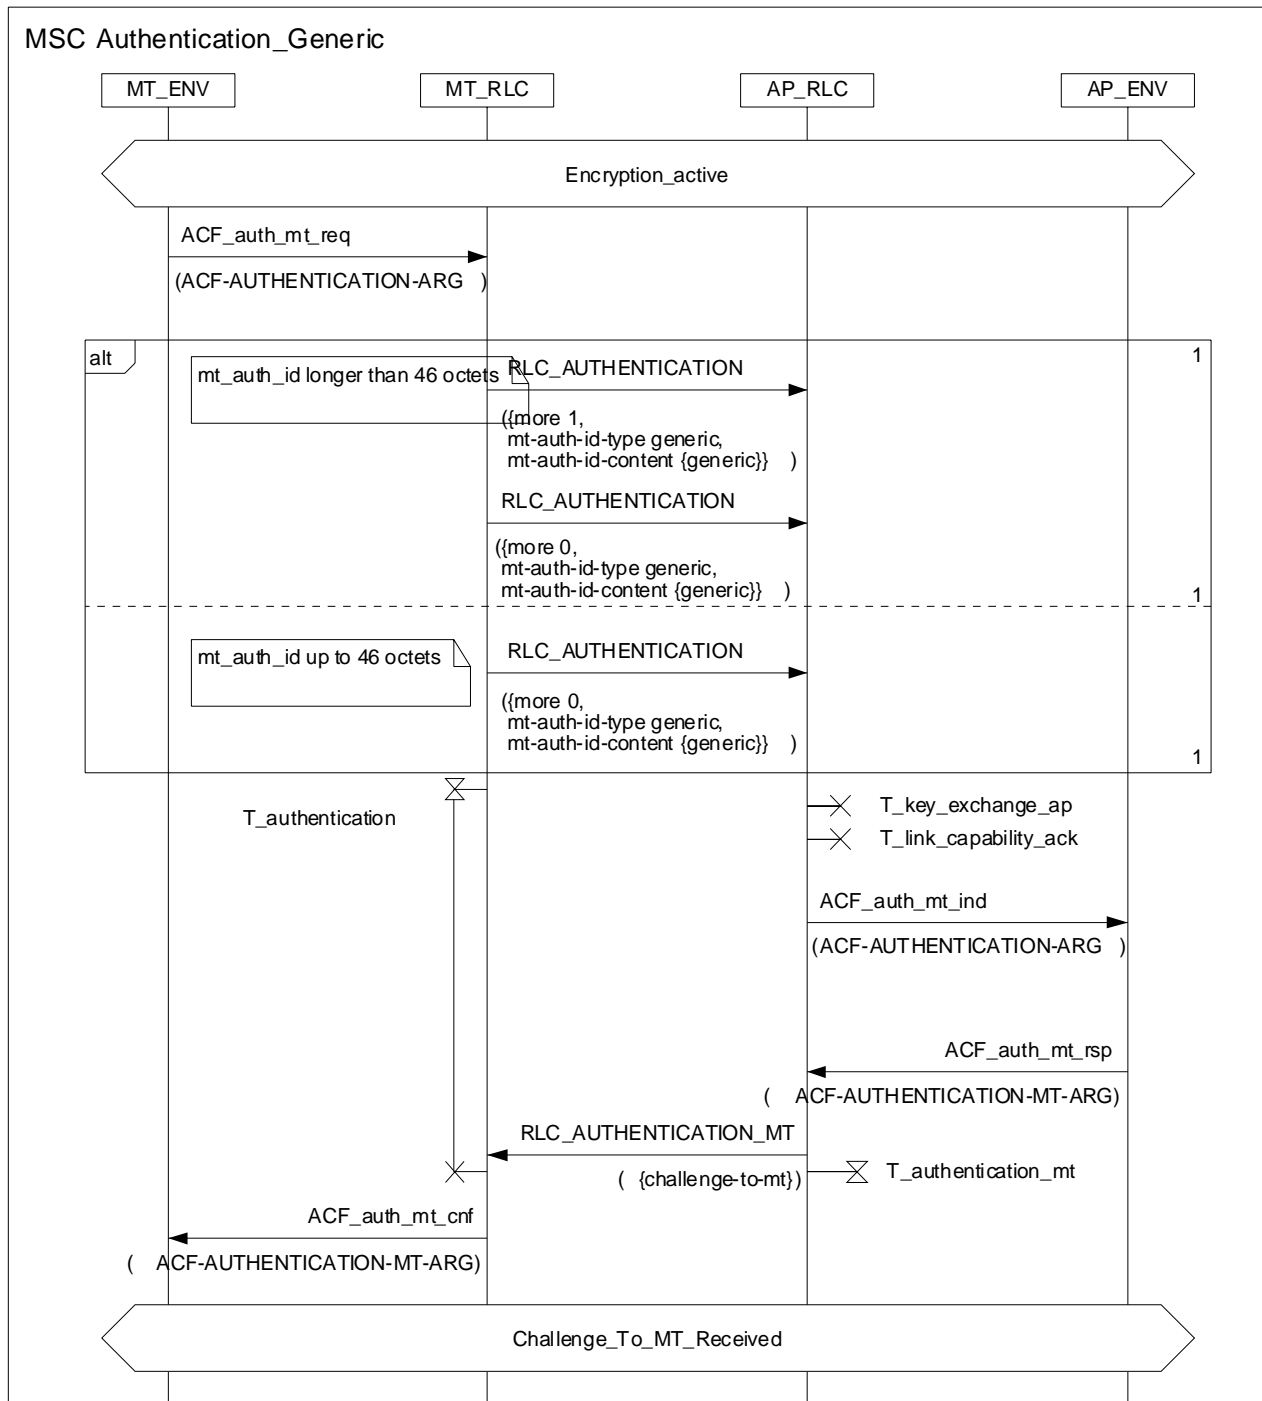 MSC Authentication_Generic
MT_ENV MT_RLC AP_RLC AP_ENV
Encryption_active
ACF_auth_mt_req
(ACF-AUTHENTICATION-ARG )
alt
1
mt_auth_id longer than 46 octets
RLC_AUTHENTICATION
({more 1,
mt-auth-id-type generic,
mt-auth-id-content {generic}} )
RLC_AUTHENTICATION
({more 0,
mt-auth-id-type generic,
mt-auth-id-content {generic}} )
1
mt_auth_id up to 46 octets
RLC_AUTHENTICATION
({more 0,
mt-auth-id-type generic,
mt-auth-id-content {generic}} )
1
T_authentication
T_key_exchange_ap
T_link_capability_ack
ACF_auth_mt_ind
(ACF-AUTHENTICATION-ARG )
ACF_auth_mt_rsp
( ACF-AUTHENTICATION-MT-ARG)
RLC_AUTHENTICATION_MT
( {challenge-to-mt})
T_authentication_mt
ACF_auth_mt_cnf
( ACF-AUTHENTICATION-MT-ARG)
Challenge_To_MT_Received